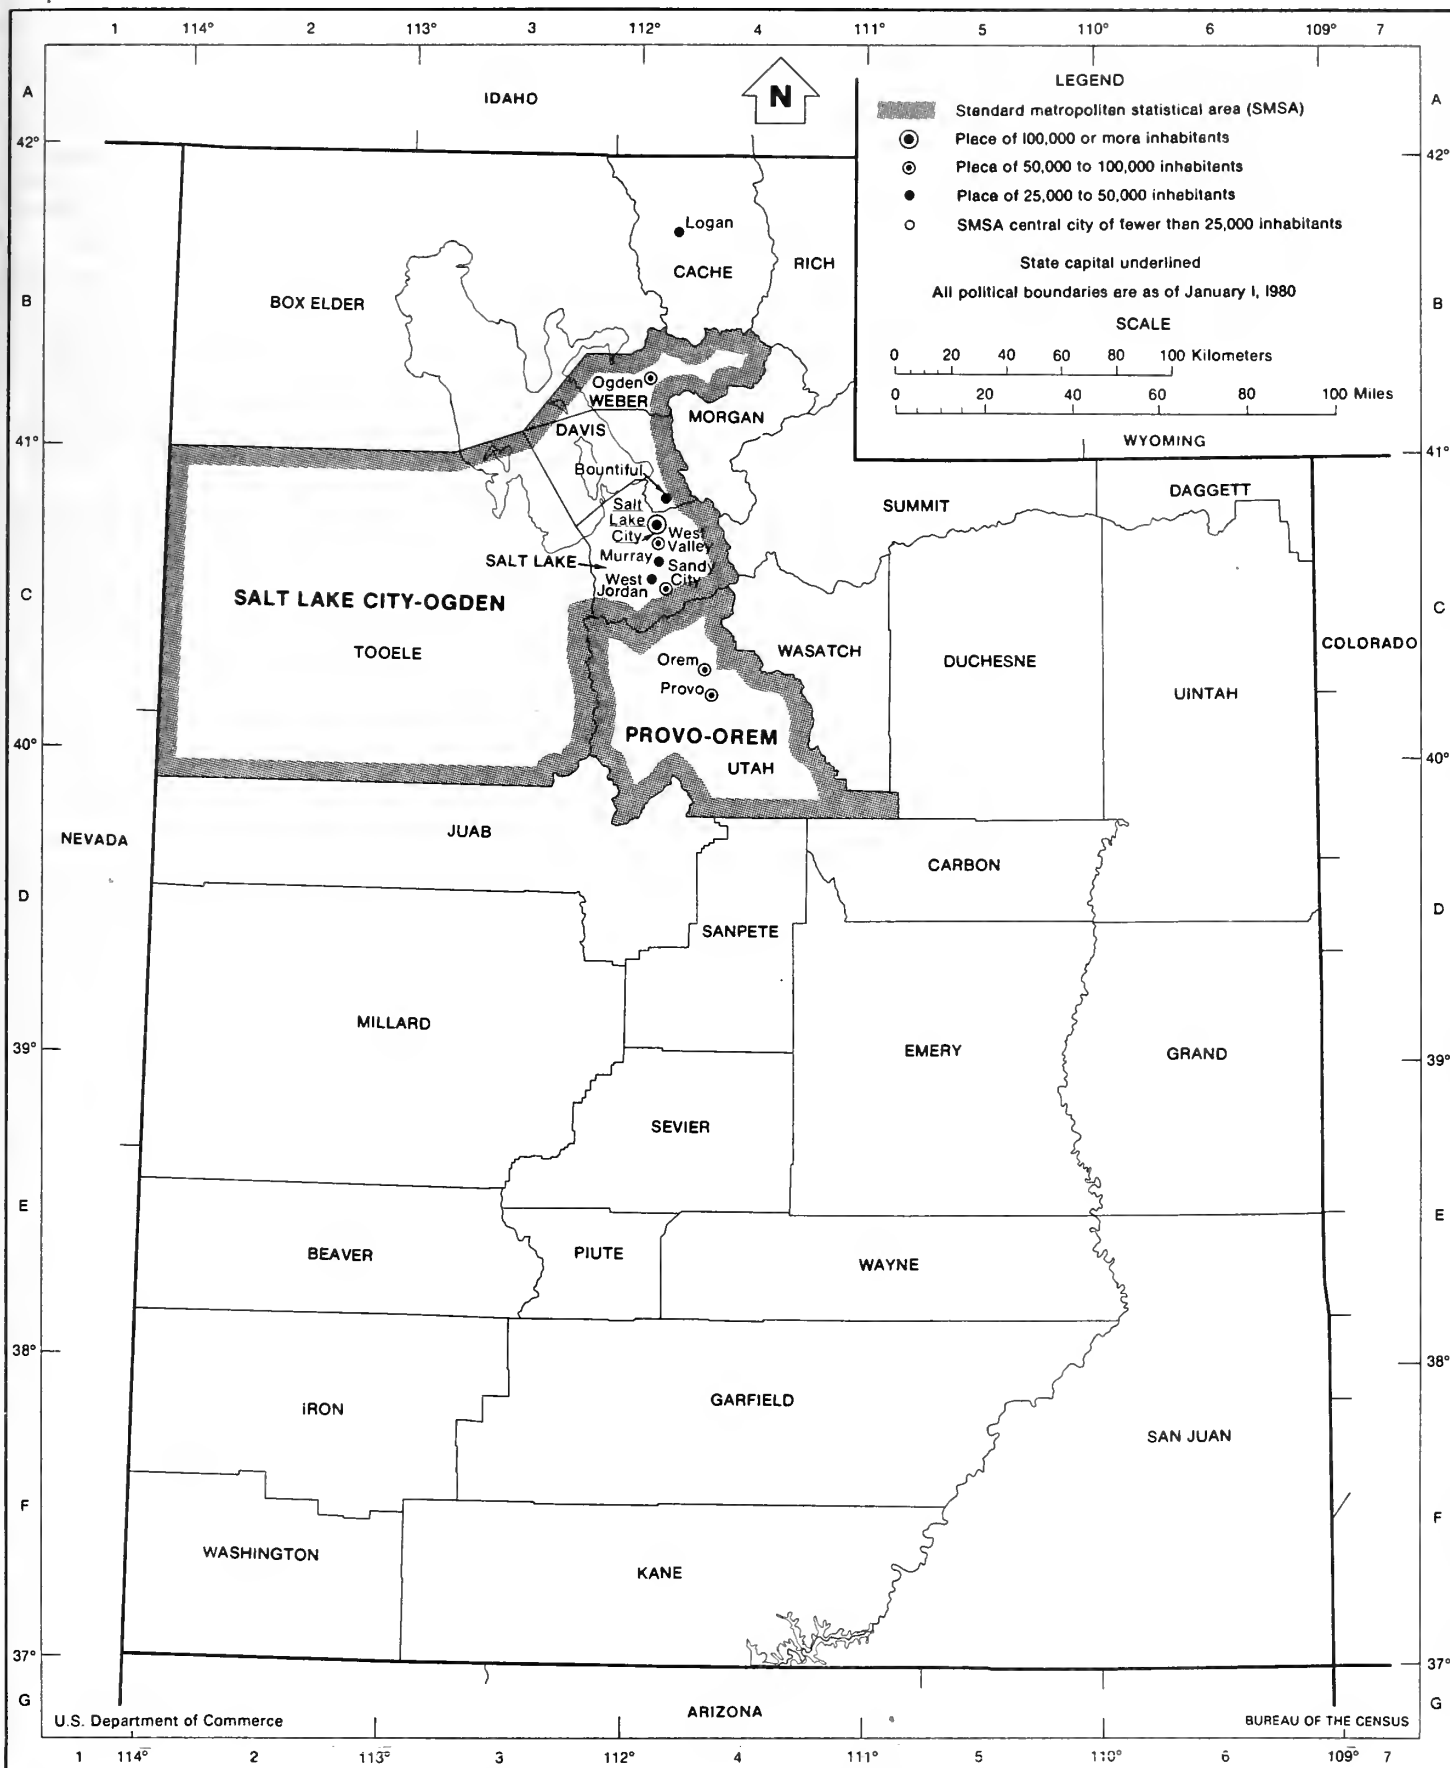 1 114° 2 113° 3 112° 4 111° 5 110° 6 109° 7
A IDAHO N A
LEGEND
Standard metropolitan statistical area (SMSA)
Place of 100,000 or more inhabitants
Place of 50,000 to 100,000 inhabitants
Place of 25,000 to 50,000 inhabitants
SMSA central city of fewer than 25,000 inhabitants
State capital underlined
All political boundaries are as of January 1, 1980
SCALE
0 20 40 60 80 100 Kilometers
0 20 40 60 80 100 Miles
42° 42°
Logan
CACHE
RICH
B BOX ELDER B
Ogden
WEBER
MORGAN
DAVIS
WYOMING
41° 41°
Bountiful
SUMMIT
DAGGETT
Salt
Lake
City
West
Valley
SALT LAKE
Murray
Sandy
City
West
Jordan
C C
SALT LAKE CITY-OGDEN
TOOELE
Orem
Provo
WASATCH
DUCHESNE
COLORADO
UINTAH
PROVO-OREM
40° 40°
UTAH
NEVADA
JUAB
CARBON
D D
SANPETE
MILLARD
EMERY
GRAND
39° 39°
SEVIER
E E
BEAVER
PIUTE
WAYNE
38° 38°
IRON
GARFIELD
SAN JUAN
F F
WASHINGTON
KANE
37° 37°
G G
ARIZONA
U.S. Department of Commerce
BUREAU OF THE CENSUS
1 114° 2 113° 3 112° 4 111° 5 110° 6 109° 7